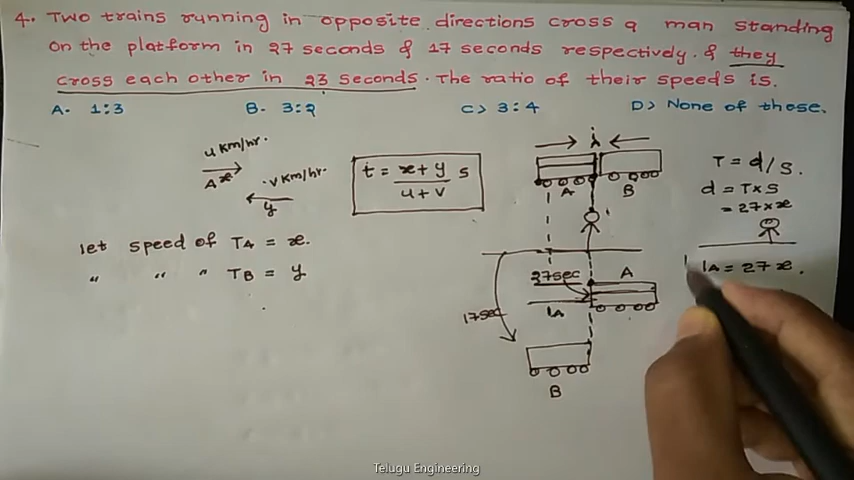 4. Two trains running in opposite directions cross a man standing
on the platform in 27 seconds & 17 seconds respectively. & they
cross each other in 23 seconds. The ratio of their speeds is.
A. 1:3 B. 3:2 C> 3:4 D> None of these.
u km/hr.
A x
v km/hr.
y
t = x+y / u+v s
A B
T = d/s.
d = T×s
= 27×x
let speed of TA = x.
" " " TB = y
27sec
A
lA = 27x.
lA
17sec
B
Telugu Engineering